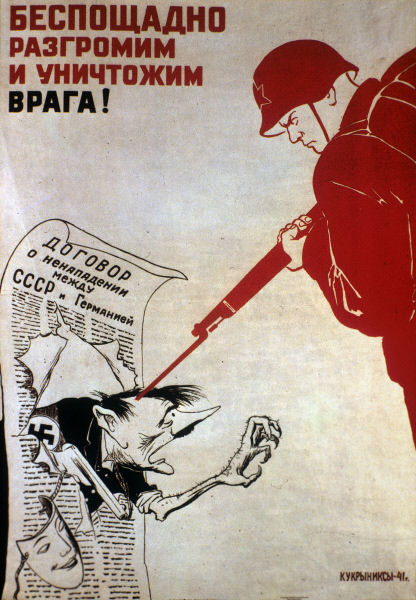 БЕСПОЩАДНО
РАЗГРОМИМ
И УНИЧТОЖИМ
ВРАГА!
ДОГОВОР
о ненападении
между
СССР и Германией
КУКРЫНИКСЫ-41г.